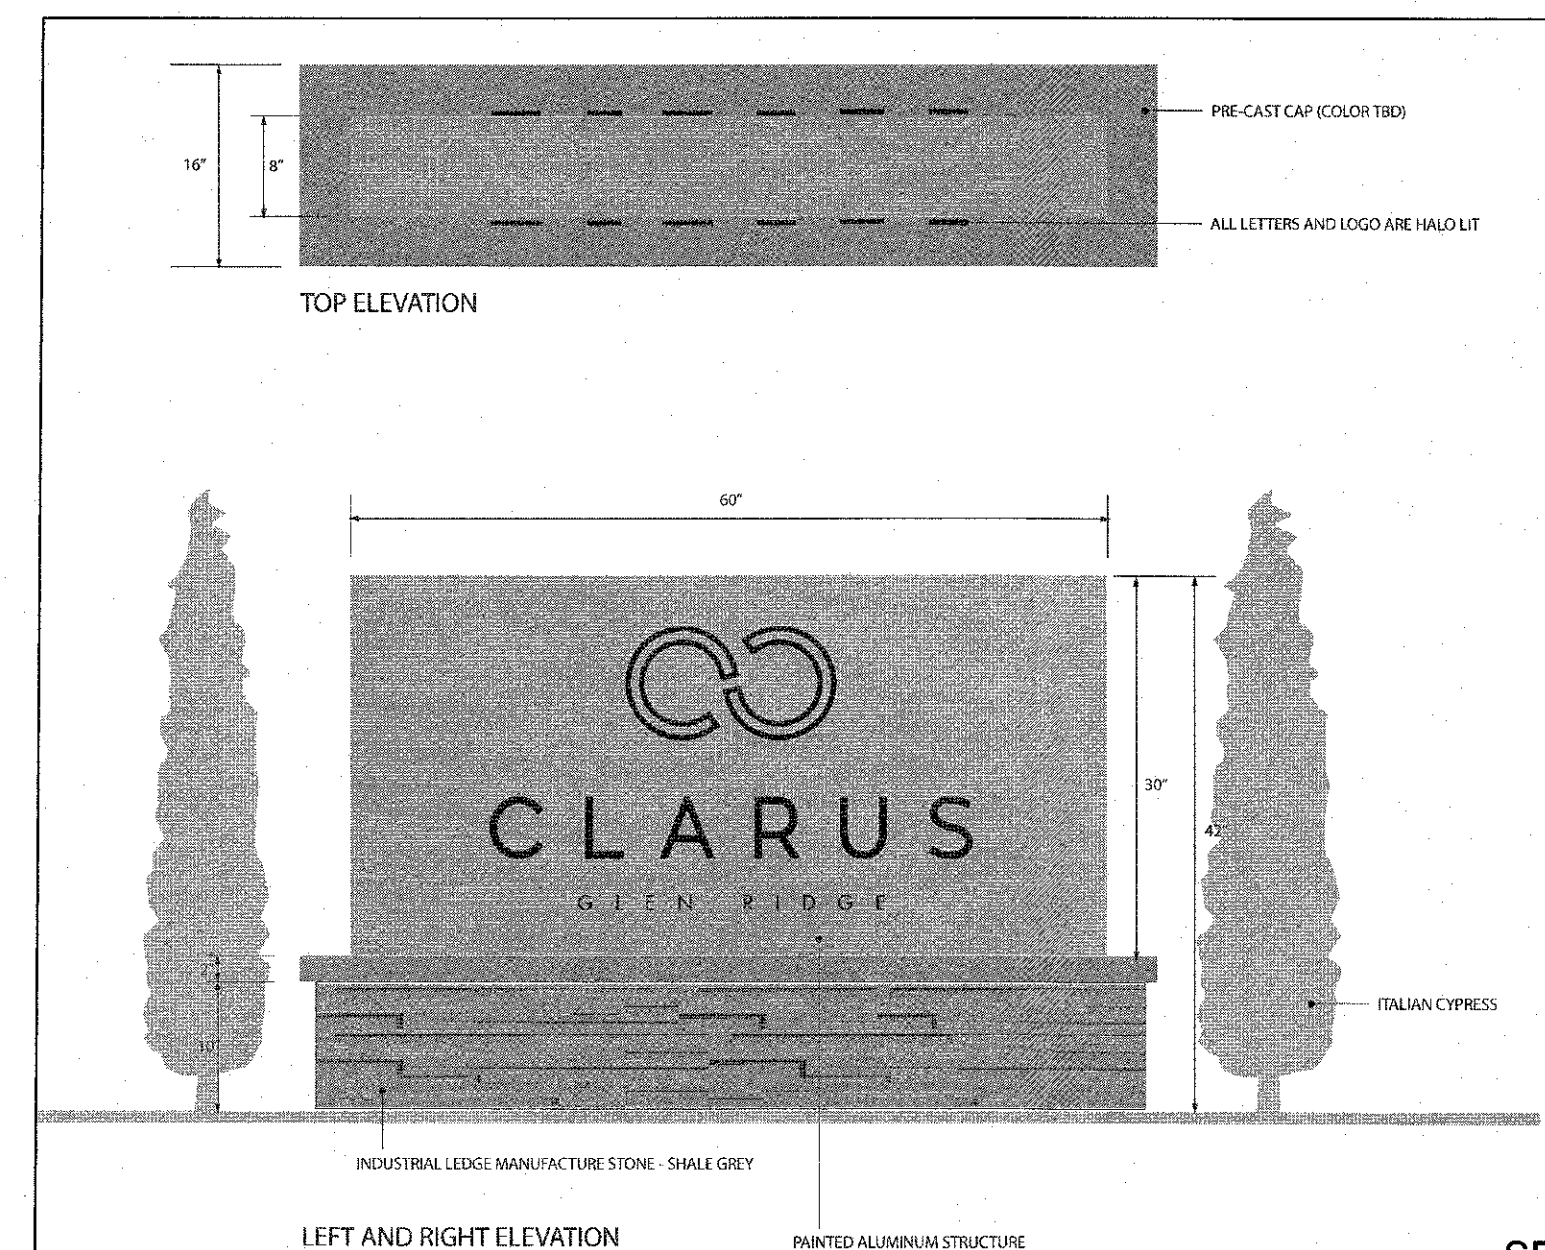 PRE-CAST CAP (COLOR TBD)
16"
8"
ALL LETTERS AND LOGO ARE HALO LIT
TOP ELEVATION
60"
30"
42"
CLARUS
GLEN RIDGE
2"
10"
ITALIAN CYPRESS
INDUSTRIAL LEDGE MANUFACTURE STONE - SHALE GREY
LEFT AND RIGHT ELEVATION
PAINTED ALUMINUM STRUCTURE